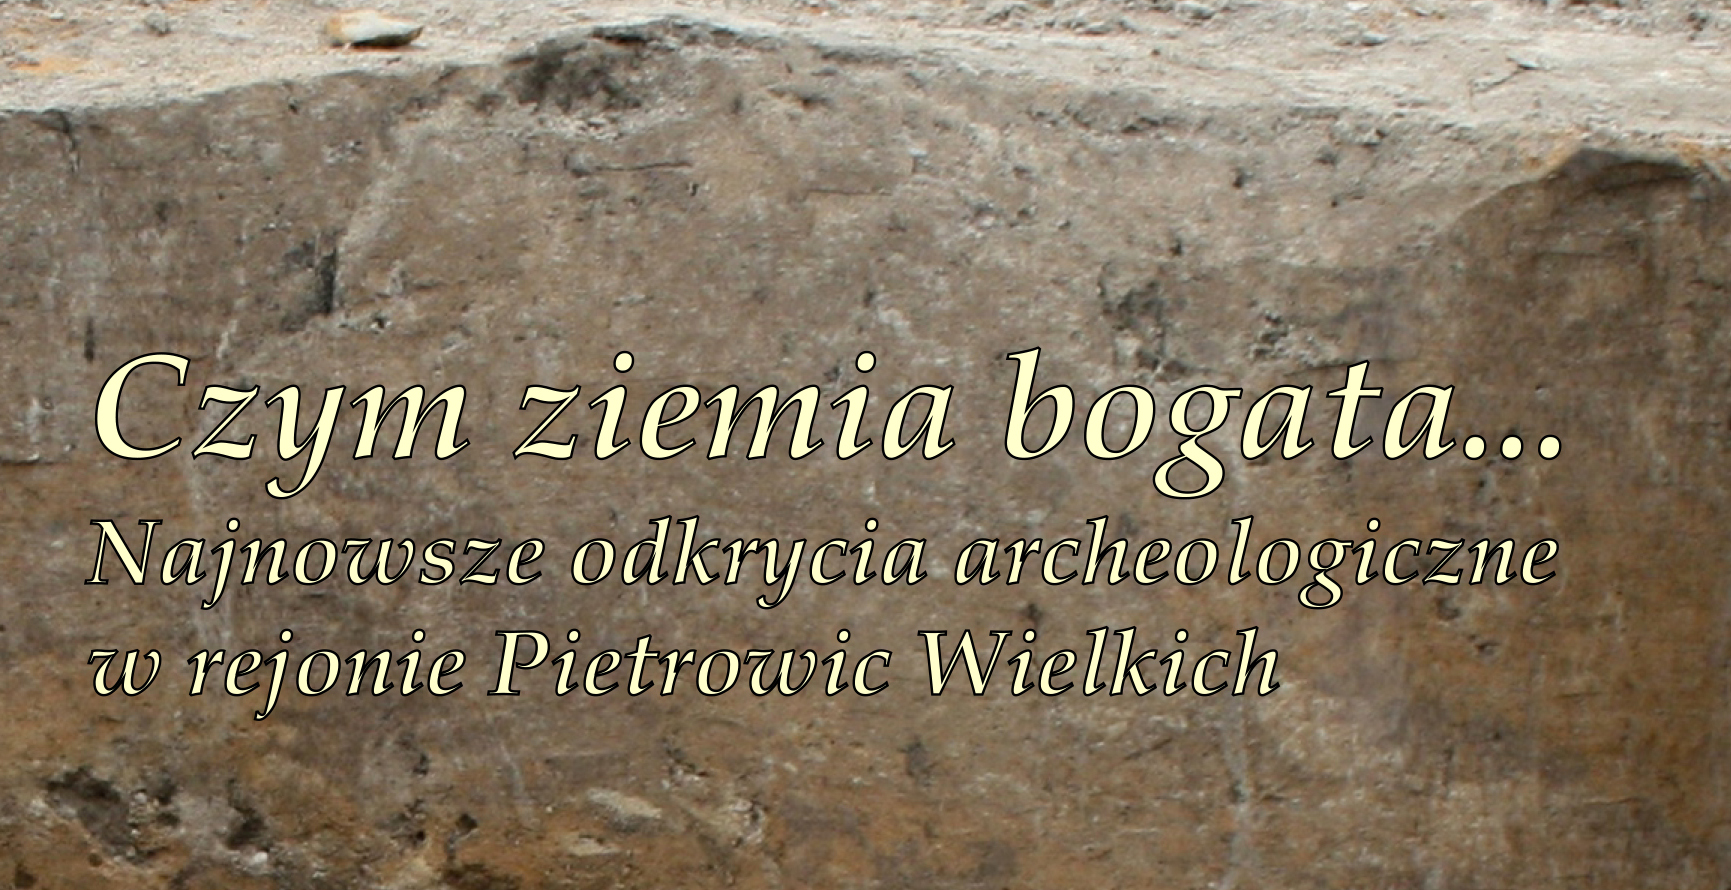 Czym ziemia bogata...
Najnowsze odkrycia archeologiczne
w rejonie Pietrowic Wielkich